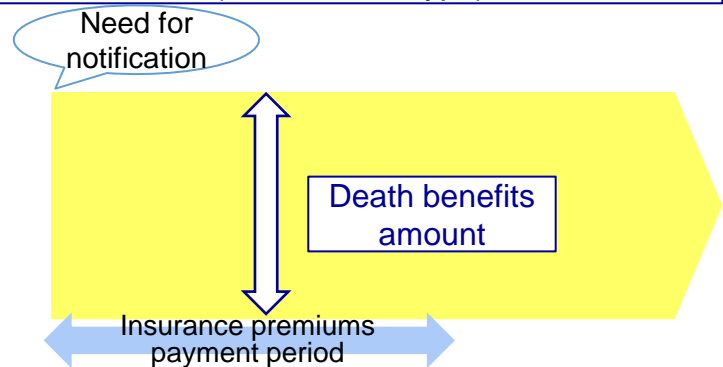 Need for
notification
Death benefits
amount
Insurance premiums
payment period